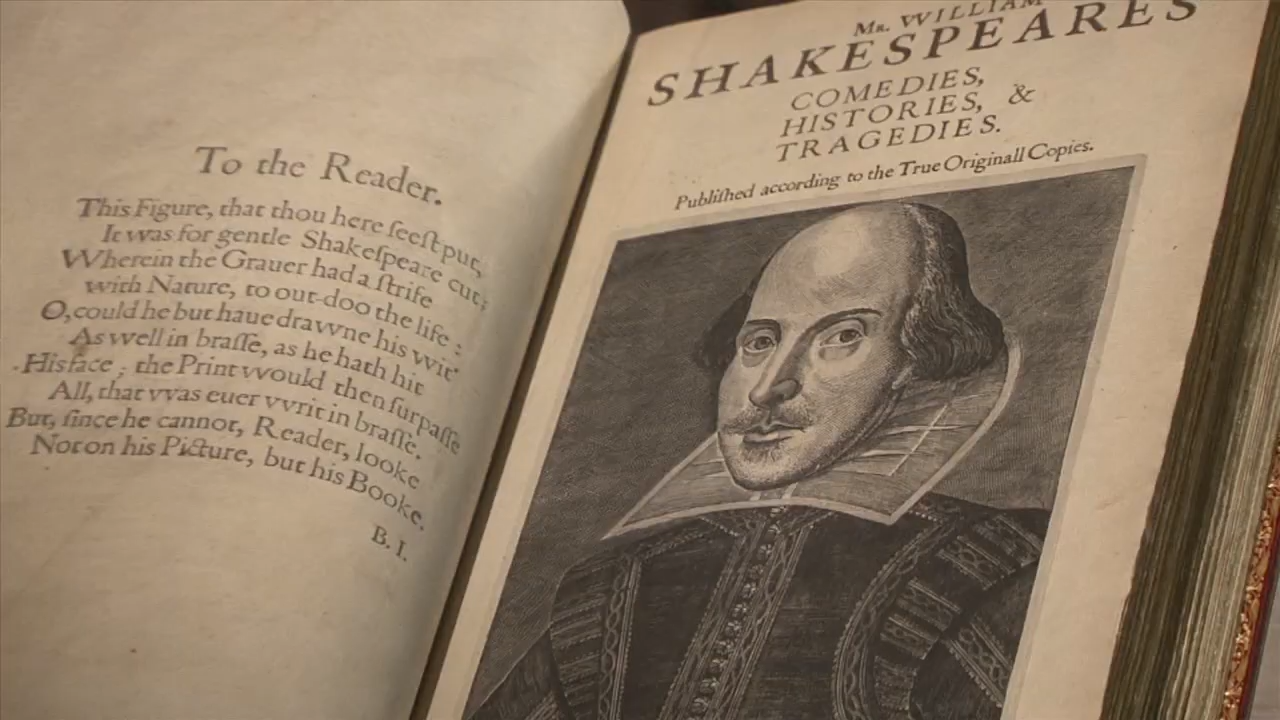 To the Reader.
This Figure, that thou here seeſt put,
It was for gentle Shakeſpeare cut;
Wherein the Grauer had a ſtrife
with Nature, to out-doo the life :
O, could he but haue dravvne his vvit
As well in braſſe, as he hath hit
His face ; the Print vvould then ſurpaſſe
All, that vvas euer vvrit in braſſe.
But, ſince he cannot, Reader, looke
Not on his Picture, but his Booke.
B. I.
Mr. WILLIAM
SHAKESPEARES
COMEDIES,
HISTORIES, &
TRAGEDIES.
Publiſhed according to the True Originall Copies.